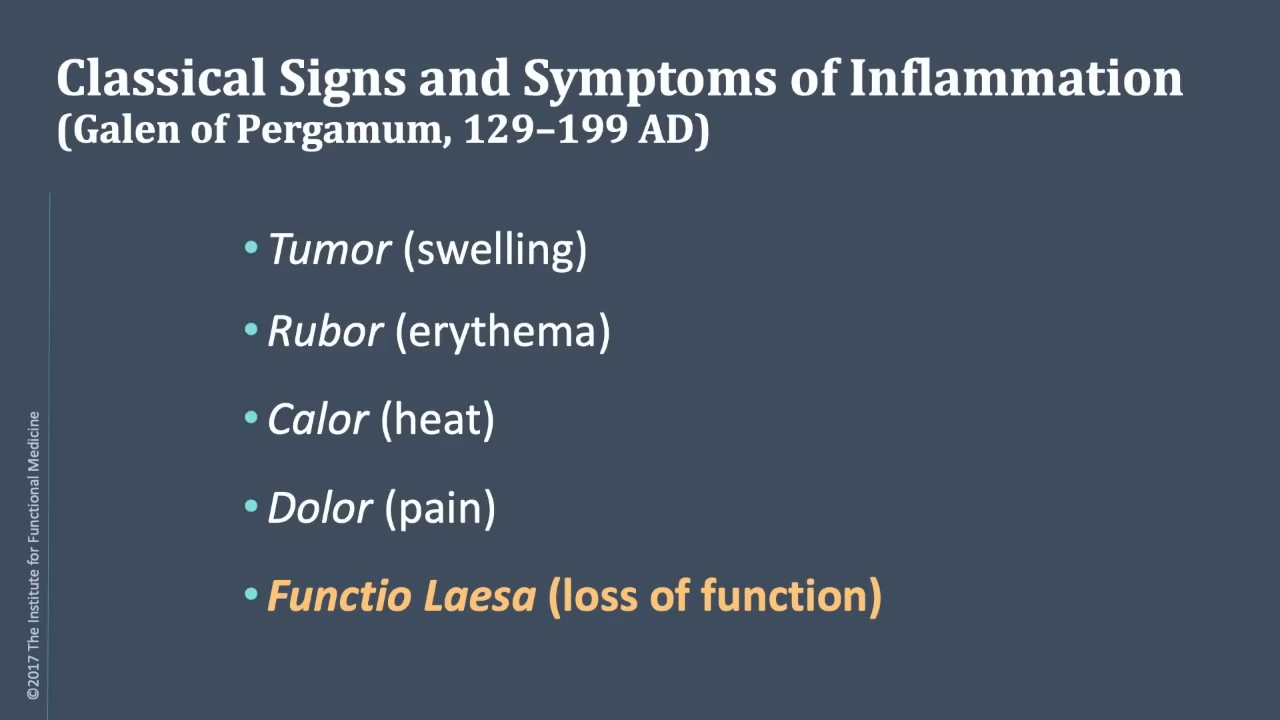 Classical Signs and Symptoms of Inflammation
(Galen of Pergamum, 129–199 AD)
• Tumor (swelling)
• Rubor (erythema)
• Calor (heat)
• Dolor (pain)
• Functio Laesa (loss of function)
©2017 The Institute for Functional Medicine